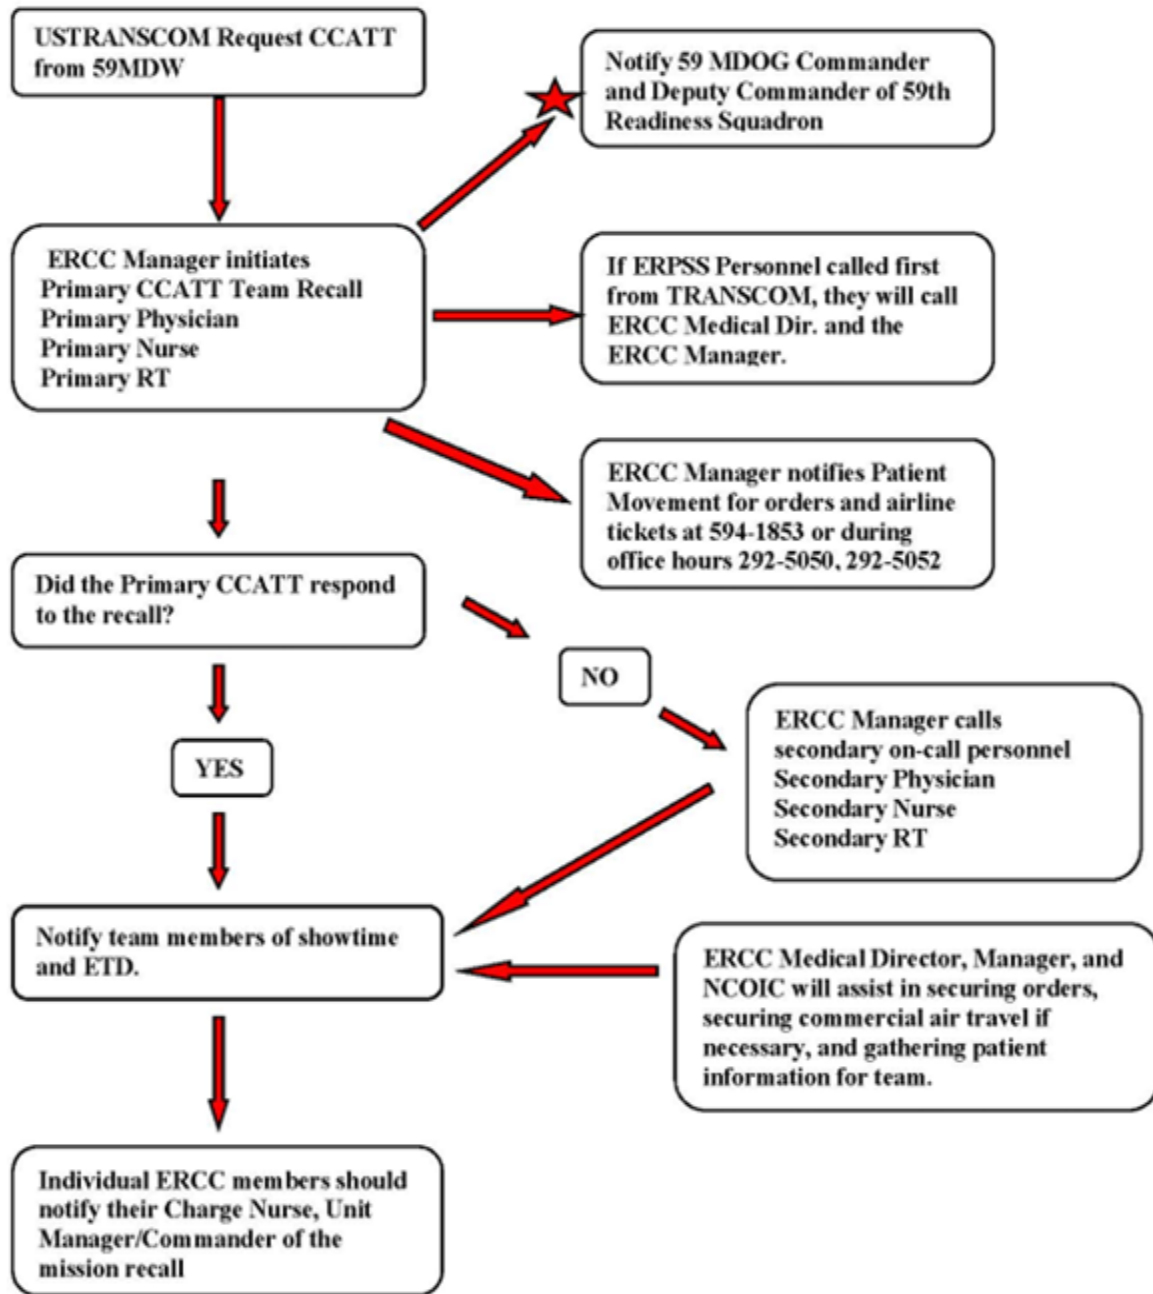 USTRANSCOM Request CCATT
from 59MDW
Notify 59 MDOG Commander
and Deputy Commander of 59th
Readiness Squadron
ERCC Manager initiates
Primary CCATT Team Recall
Primary Physician
Primary Nurse
Primary RT
If ERPSS Personnel called first
from TRANSCOM, they will call
ERCC Medical Dir. and the
ERCC Manager.
ERCC Manager notifies Patient
Movement for orders and airline
tickets at 594-1853 or during
office hours 292-5050, 292-5052
Did the Primary CCATT respond
to the recall?
NO
YES
ERCC Manager calls
secondary on-call personnel
Secondary Physician
Secondary Nurse
Secondary RT
Notify team members of showtime
and ETD.
ERCC Medical Director, Manager, and
NCOIC will assist in securing orders,
securing commercial air travel if
necessary, and gathering patient
information for team.
Individual ERCC members should
notify their Charge Nurse, Unit
Manager/Commander of the
mission recall